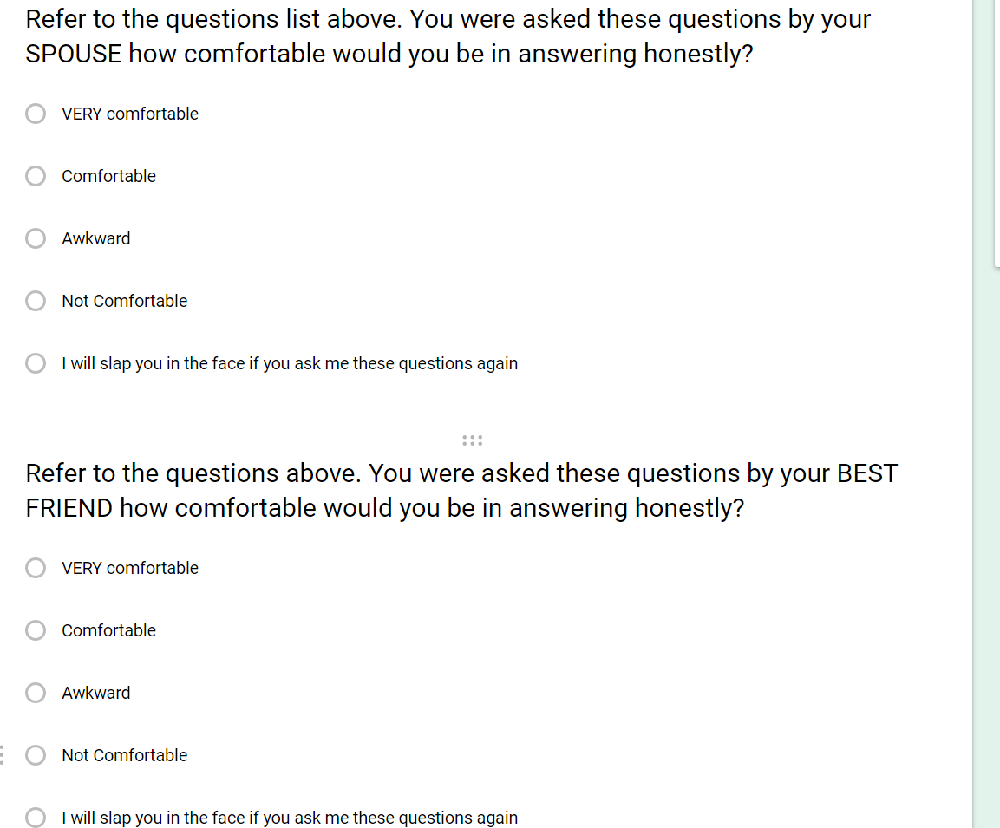 Refer to the questions list above. You were asked these questions by your
SPOUSE how comfortable would you be in answering honestly?
VERY comfortable
Comfortable
Awkward
Not Comfortable
I will slap you in the face if you ask me these questions again
Refer to the questions above. You were asked these questions by your BEST
FRIEND how comfortable would you be in answering honestly?
VERY comfortable
Comfortable
Awkward
Not Comfortable
I will slap you in the face if you ask me these questions again